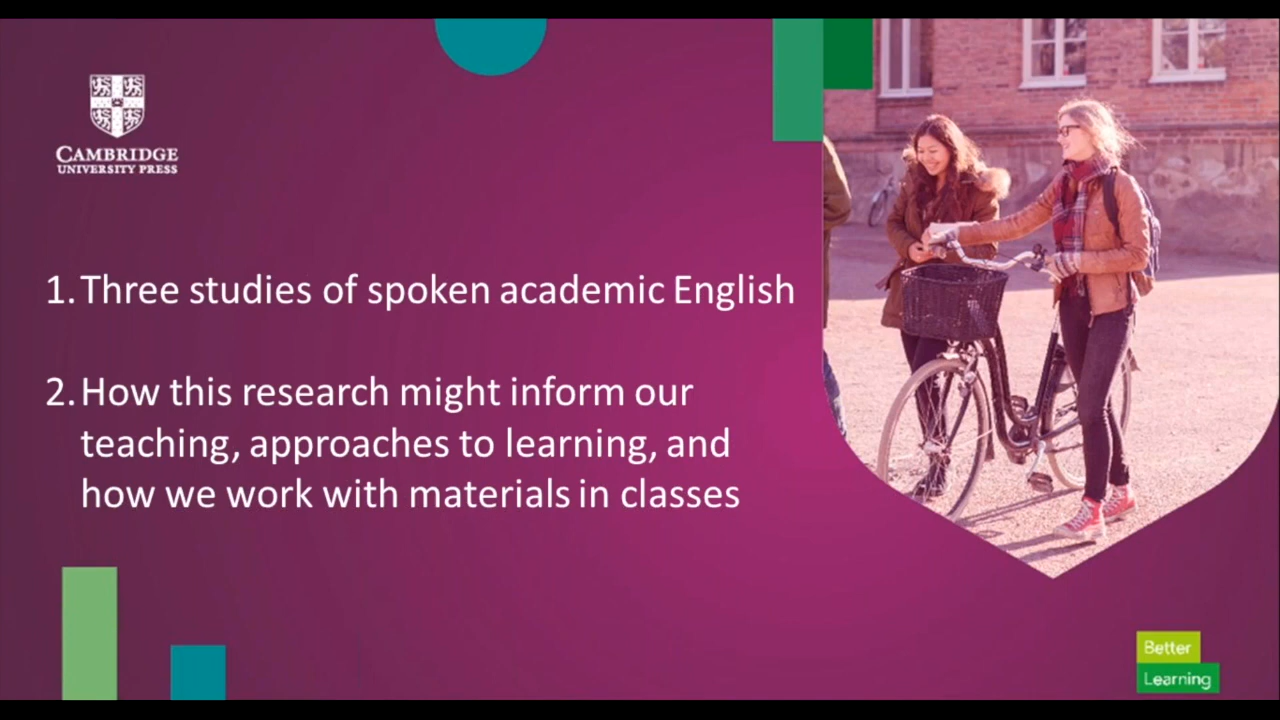 CAMBRIDGE
UNIVERSITY PRESS
1. Three studies of spoken academic English
2. How this research might inform our
teaching, approaches to learning, and
how we work with materials in classes
Better
Learning